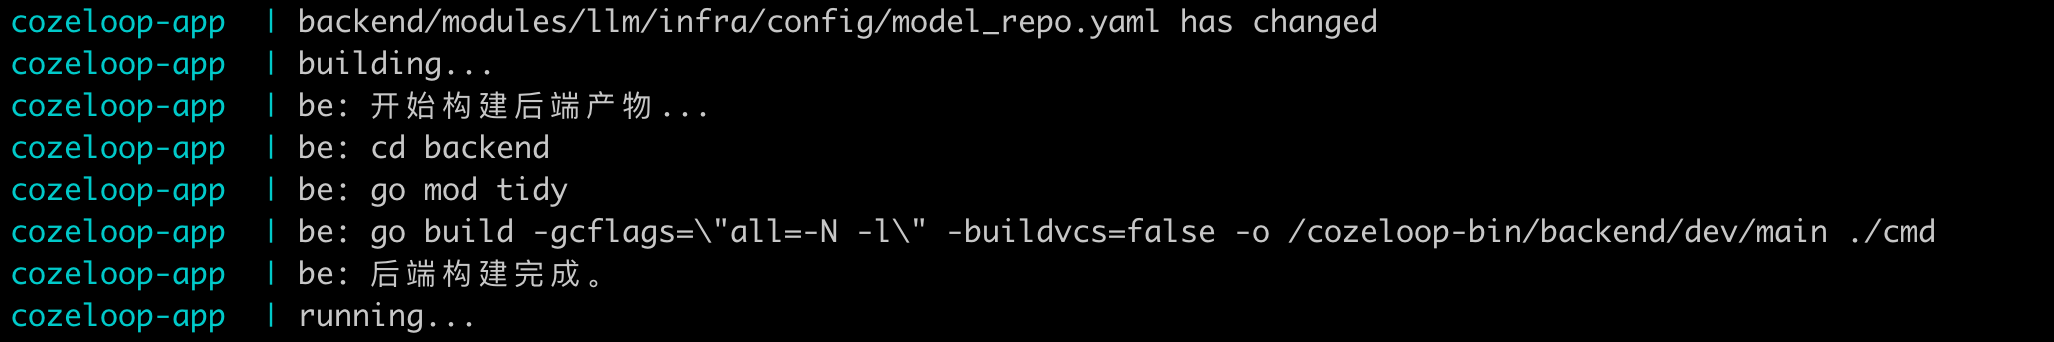 cozeloop-app  | backend/modules/llm/infra/config/model_repo.yaml has changed
cozeloop-app  | building...
cozeloop-app  | be: 开始构建后端产物...
cozeloop-app  | be: cd backend
cozeloop-app  | be: go mod tidy
cozeloop-app  | be: go build -gcflags=\"all=-N -l\" -buildvcs=false -o /cozeloop-bin/backend/dev/main ./cmd
cozeloop-app  | be: 后端构建完成。
cozeloop-app  | running...